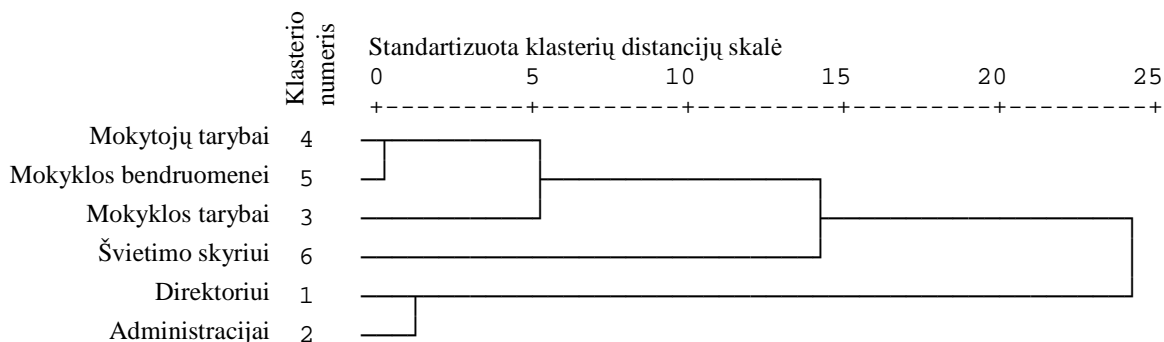 Klasterio numeris
Standartizuota klasterių distancijų skalė
0 5 10 15 20 25
+---------+---------+---------+---------+---------+
Mokytojų tarybai 4
Mokyklos bendruomenei 5
Mokyklos tarybai 3
Švietimo skyriui 6
Direktoriui 1
Administracijai 2